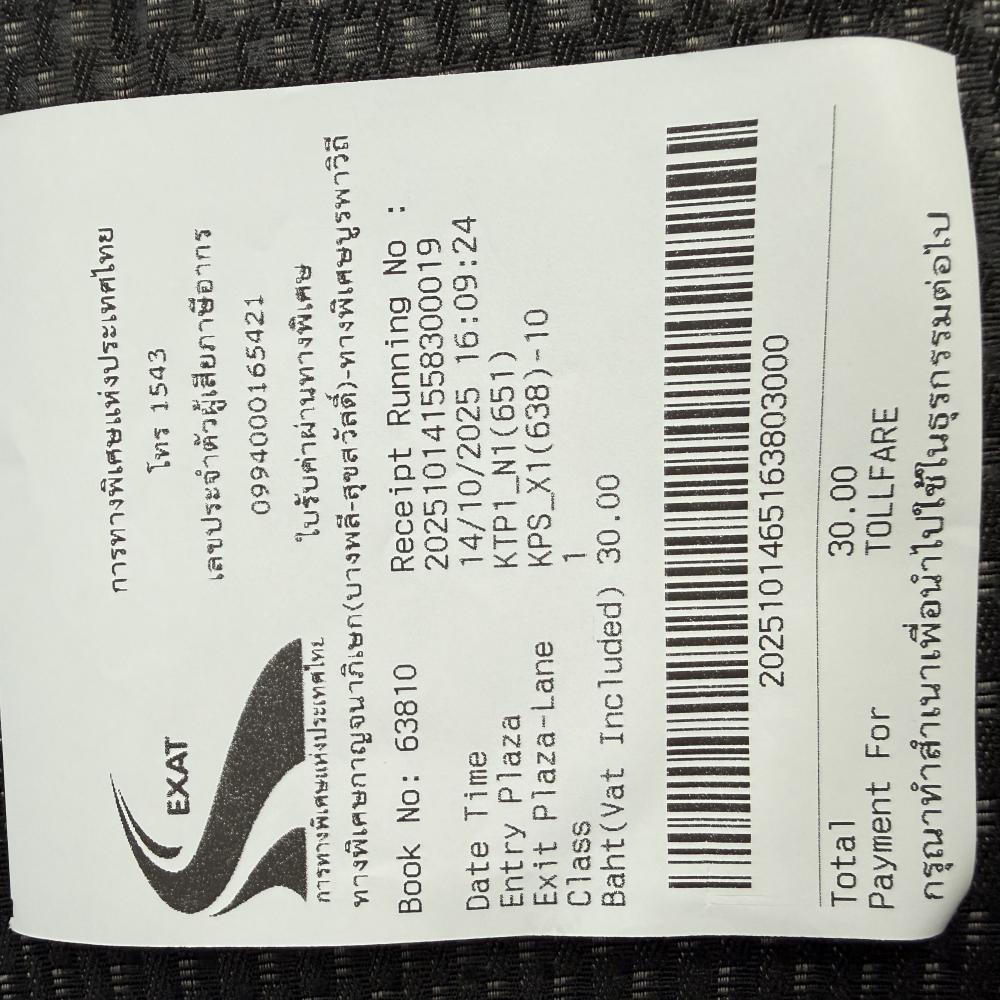 EXAT
การทางพิเศษแห่งประเทศไทย
การทางพิเศษแห่งประเทศไทย
โทร 1543
เลขประจำตัวผู้เสียภาษีอากร
0994000165421
ใบรับค่าผ่านทางพิเศษ
ทางพิเศษกาญจนาภิเษก(บางพลี-สุขสวัสดิ์)-ทางพิเศษบูรพาวิถี
Book No: 63810 Receipt Running No :
202510141558300019
Date Time 14/10/2025 16:09:24
Entry Plaza KTP1_N1(651)
Exit Plaza-Lane KPS_X1(638)-10
Class 1
Baht(Vat Included) 30.00
2025101465163803000
Total 30.00
Payment For TOLLFARE
กรุณาทำสำเนาเพื่อนำไปใช้ในธุรกรรมต่อไป